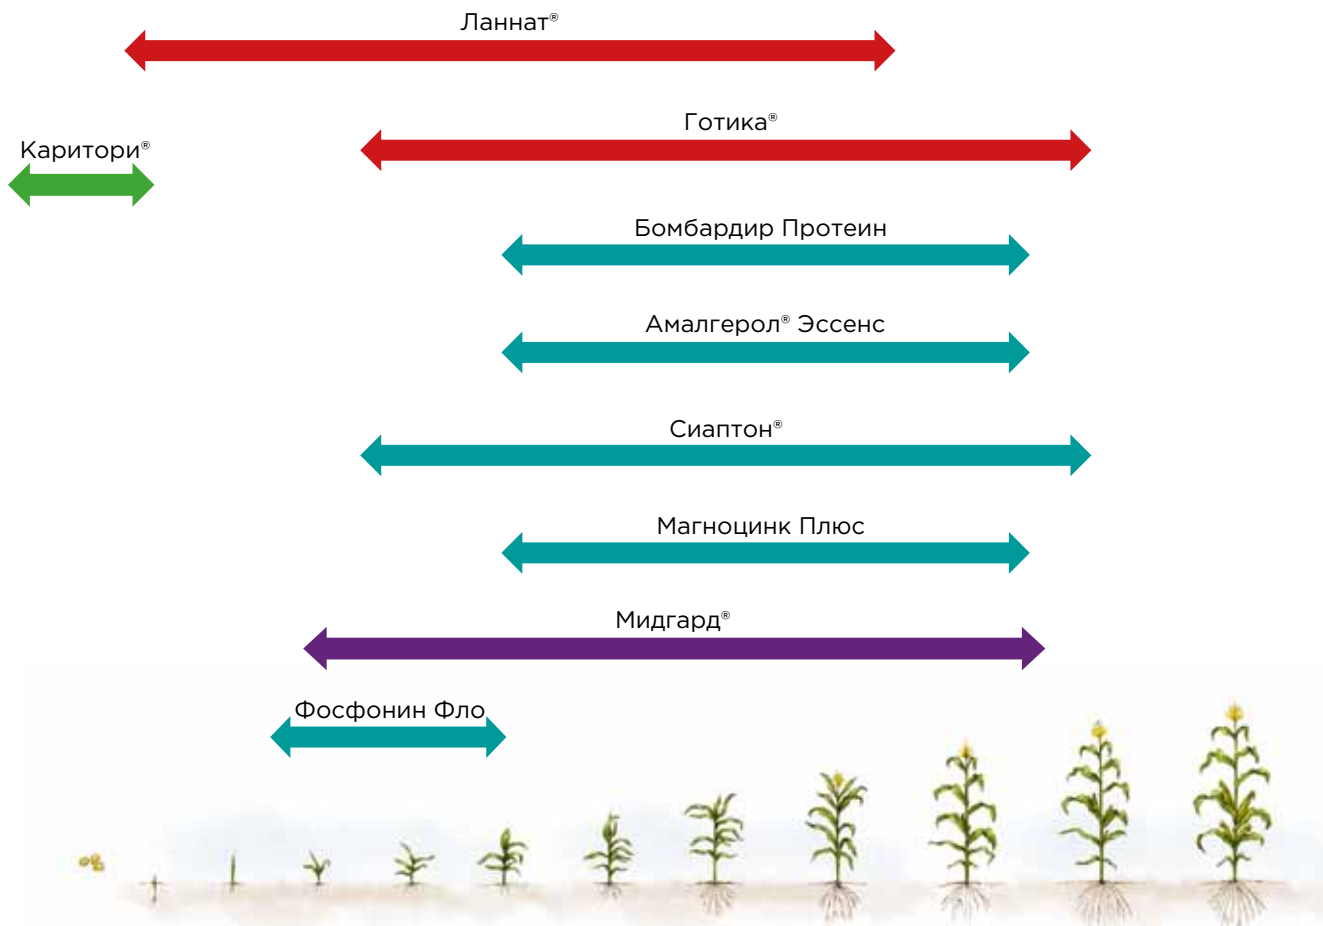 Ланнат®
Готика®
Каритори®
Бомбардир Протеин
Амалгерол® Эссенс
Сиаптон®
Магноцинк Плюс
Мидгард®
Фосфонин Фло